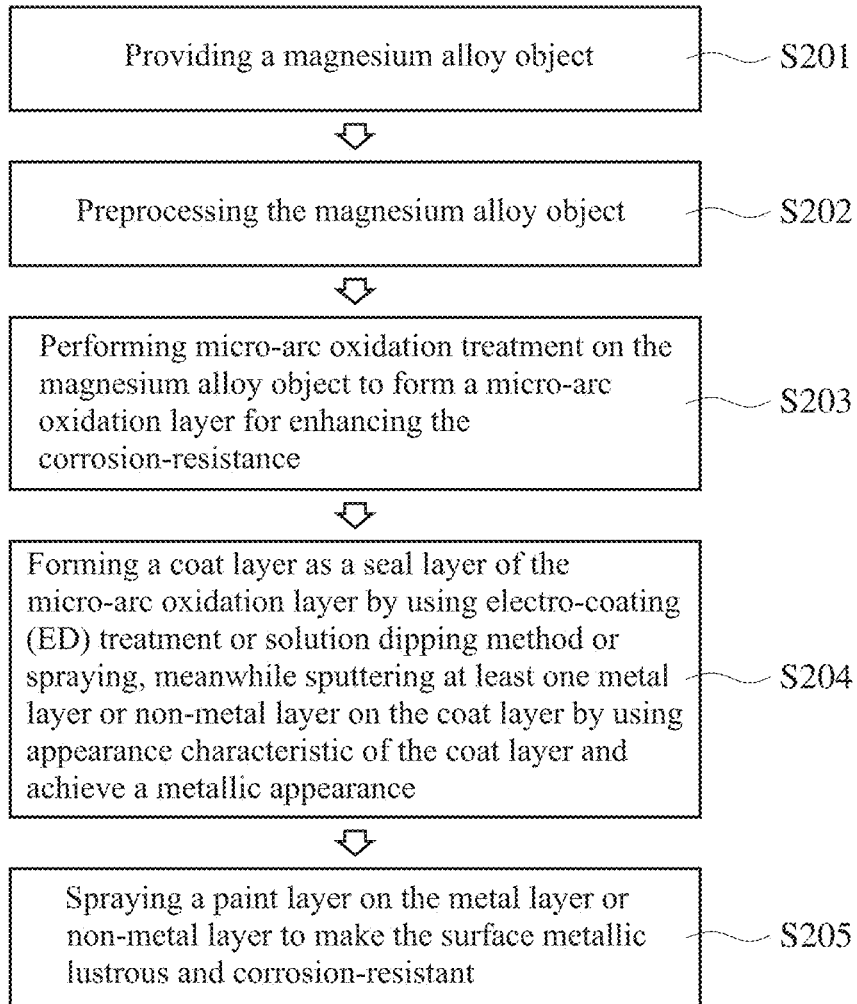 Providing a magnesium alloy object
S201
Preprocessing the magnesium alloy object
S202
Performing micro-arc oxidation treatment on the
magnesium alloy object to form a micro-arc
oxidation layer for enhancing the
corrosion-resistance
S203
Forming a coat layer as a seal layer of the
micro-arc oxidation layer by using electro-coating
(ED) treatment or solution dipping method or
spraying, meanwhile sputtering at least one metal
layer or non-metal layer on the coat layer by using
appearance characteristic of the coat layer and
achieve a metallic appearance
S204
Spraying a paint layer on the metal layer or
non-metal layer to make the surface metallic
lustrous and corrosion-resistant
S205